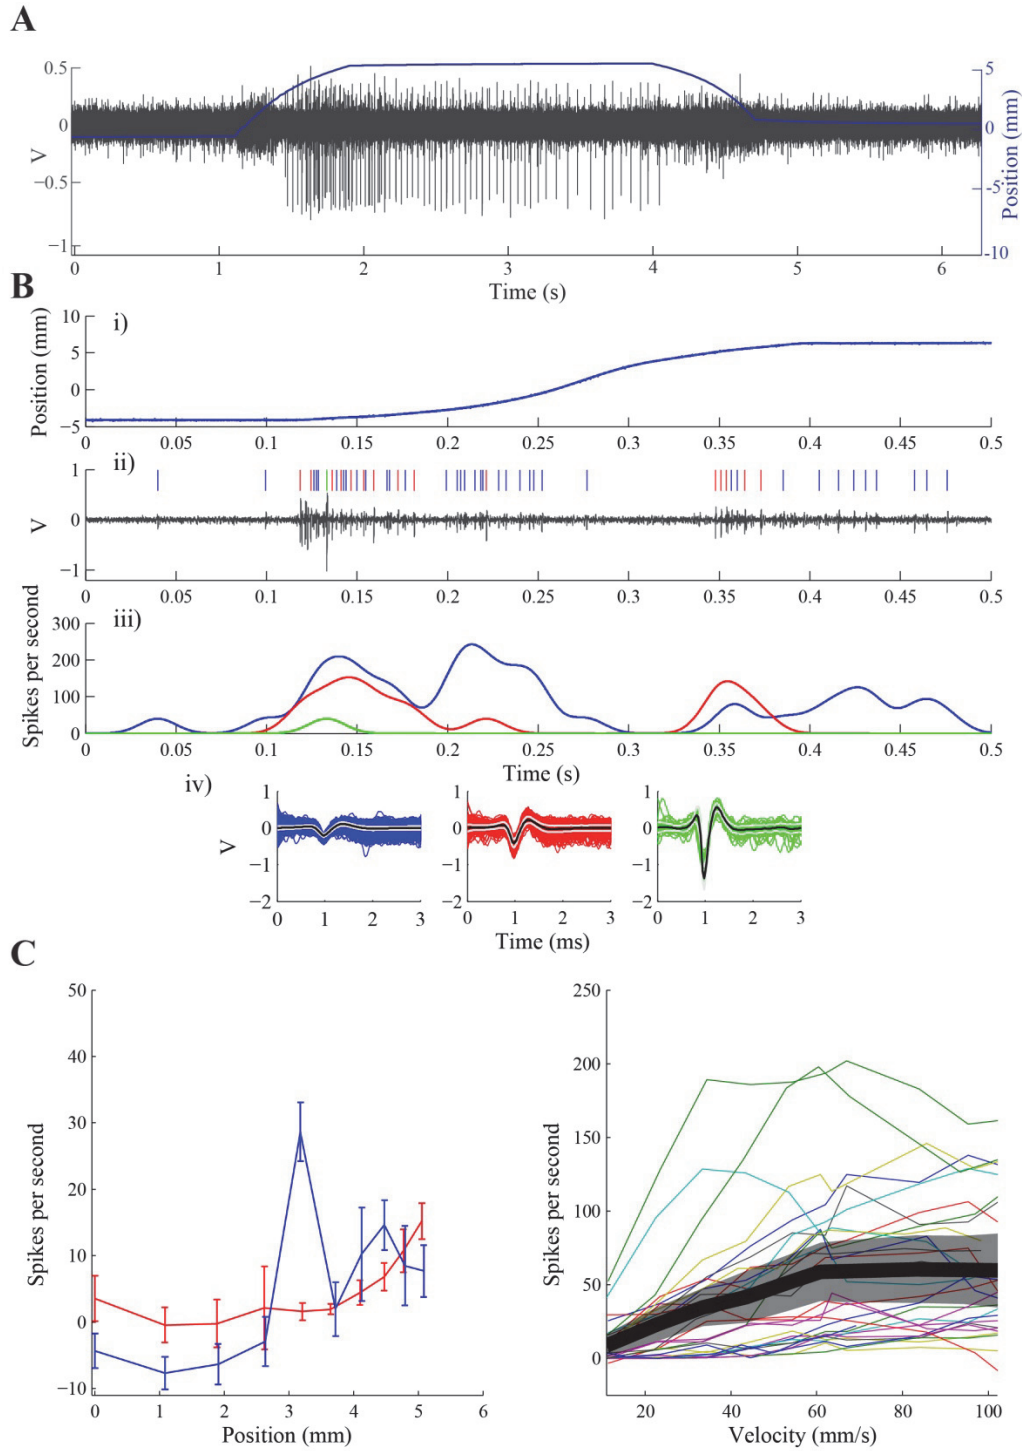 A
0.5
0
−0.5
−1
V
5
0
-5
-10
Position (mm)
0 1 2 3 4 5 6
Time (s)
B
i)
10
5
0
−5
Position (mm)
0 0.05 0.1 0.15 0.2 0.25 0.3 0.35 0.4 0.45 0.5
ii)
1
0
−1
V
0 0.05 0.1 0.15 0.2 0.25 0.3 0.35 0.4 0.45 0.5
iii)
300
200
100
0
Spikes per second
0 0.05 0.1 0.15 0.2 0.25 0.3 0.35 0.4 0.45 0.5
Time (s)
iv)
1
0
−1
−2
V
0 1 2 3
1
0
−1
−2
0 1 2 3
1
0
−1
−2
0 1 2 3
Time (ms)
C
50
40
30
20
10
0
−10
Spikes per second
0 1 2 3 4 5 6
Position (mm)
250
200
150
100
50
0
Spikes per second
20 40 60 80 100
Velocity (mm/s)